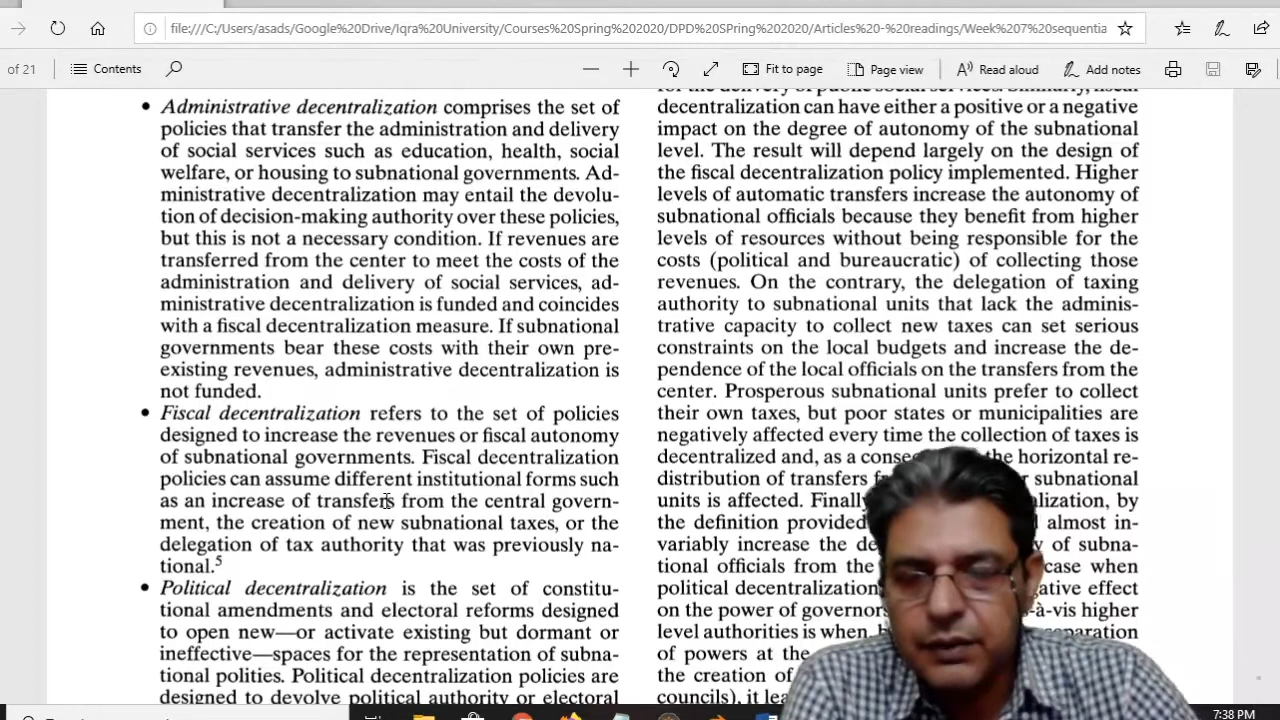 file:///C:/Users/asads/Google%20Drive/Iqra%20University/Courses%20Spring%202020/DPD%20SPring%202020/Articles%20-%20readings/Week%207%20sequentia
of 21
Contents
Fit to page
Page view
Read aloud
Add notes
• Administrative decentralization comprises the set of
policies that transfer the administration and delivery
of social services such as education, health, social
welfare, or housing to subnational governments. Ad-
ministrative decentralization may entail the devolu-
tion of decision-making authority over these policies,
but this is not a necessary condition. If revenues are
transferred from the center to meet the costs of the
administration and delivery of social services, ad-
ministrative decentralization is funded and coincides
with a fiscal decentralization measure. If subnational
governments bear these costs with their own pre-
existing revenues, administrative decentralization is
not funded.
• Fiscal decentralization refers to the set of policies
designed to increase the revenues or fiscal autonomy
of subnational governments. Fiscal decentralization
policies can assume different institutional forms such
as an increase of transfers from the central govern-
ment, the creation of new subnational taxes, or the
delegation of tax authority that was previously na-
tional.5
• Political decentralization is the set of constitu-
tional amendments and electoral reforms designed
to open new—or activate existing but dormant or
ineffective—spaces for the representation of subna-
tional polities. Political decentralization policies are
designed to devolve political authority or electoral
decentralization can have either a positive or a negative
impact on the degree of autonomy of the subnational
level. The result will depend largely on the design of
the fiscal decentralization policy implemented. Higher
levels of automatic transfers increase the autonomy of
subnational officials because they benefit from higher
levels of resources without being responsible for the
costs (political and bureaucratic) of collecting those
revenues. On the contrary, the delegation of taxing
authority to subnational units that lack the adminis-
trative capacity to collect new taxes can set serious
constraints on the local budgets and increase the de-
pendence of the local officials on the transfers from the
center. Prosperous subnational units prefer to collect
their own taxes, but poor states or municipalities are
negatively affected every time the collection of taxes is
decentralized and, as a conse the horizontal re-
distribution of transfers subnational
units is affected. Finally lization, by
the definition provided almost in-
variably increase the de of subna-
tional officials from the case when
political decentralization ative effect
on the power of governors -à-vis higher
level authorities is when, paration
of powers at the
the creation of
councils), it
7:38 PM